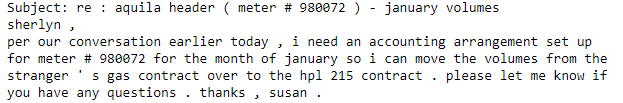 Subject: re : aquila header ( meter # 980072 ) - january volumes
sherlyn ,
per our conversation earlier today , i need an accounting arrangement set up
for meter # 980072 for the month of january so i can move the volumes from the
stranger ' s gas contract over to the hpl 215 contract . please let me know if
you have any questions . thanks , susan .